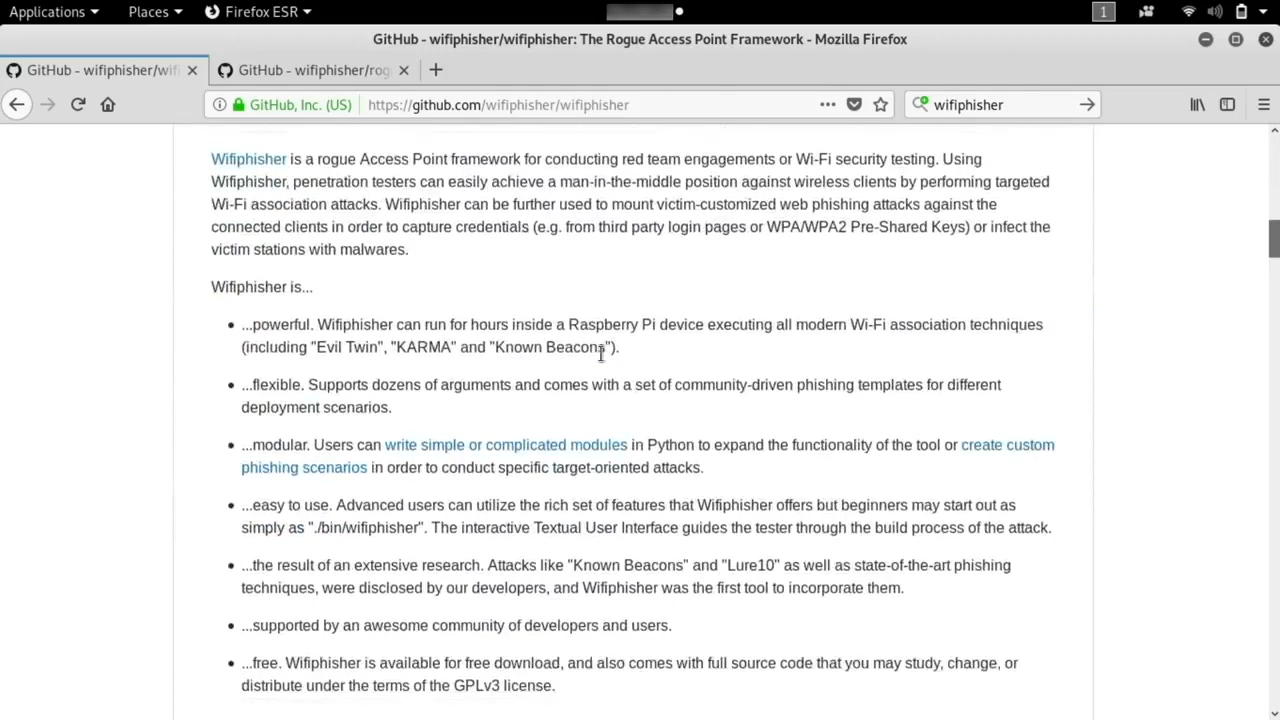 Applications Places Firefox ESR 1
GitHub - wifiphisher/wifiphisher: The Rogue Access Point Framework - Mozilla Firefox
GitHub - wifiphisher/wifi GitHub - wifiphisher/rog
GitHub, Inc. (US) https://github.com/wifiphisher/wifiphisher wifiphisher
Wifiphisher is a rogue Access Point framework for conducting red team engagements or Wi-Fi security testing. Using
Wifiphisher, penetration testers can easily achieve a man-in-the-middle position against wireless clients by performing targeted
Wi-Fi association attacks. Wifiphisher can be further used to mount victim-customized web phishing attacks against the
connected clients in order to capture credentials (e.g. from third party login pages or WPA/WPA2 Pre-Shared Keys) or infect the
victim stations with malwares.
Wifiphisher is...
• ...powerful. Wifiphisher can run for hours inside a Raspberry Pi device executing all modern Wi-Fi association techniques
(including "Evil Twin", "KARMA" and "Known Beacons").
• ...flexible. Supports dozens of arguments and comes with a set of community-driven phishing templates for different
deployment scenarios.
• ...modular. Users can write simple or complicated modules in Python to expand the functionality of the tool or create custom
phishing scenarios in order to conduct specific target-oriented attacks.
• ...easy to use. Advanced users can utilize the rich set of features that Wifiphisher offers but beginners may start out as
simply as "./bin/wifiphisher". The interactive Textual User Interface guides the tester through the build process of the attack.
• ...the result of an extensive research. Attacks like "Known Beacons" and "Lure10" as well as state-of-the-art phishing
techniques, were disclosed by our developers, and Wifiphisher was the first tool to incorporate them.
• ...supported by an awesome community of developers and users.
• ...free. Wifiphisher is available for free download, and also comes with full source code that you may study, change, or
distribute under the terms of the GPLv3 license.